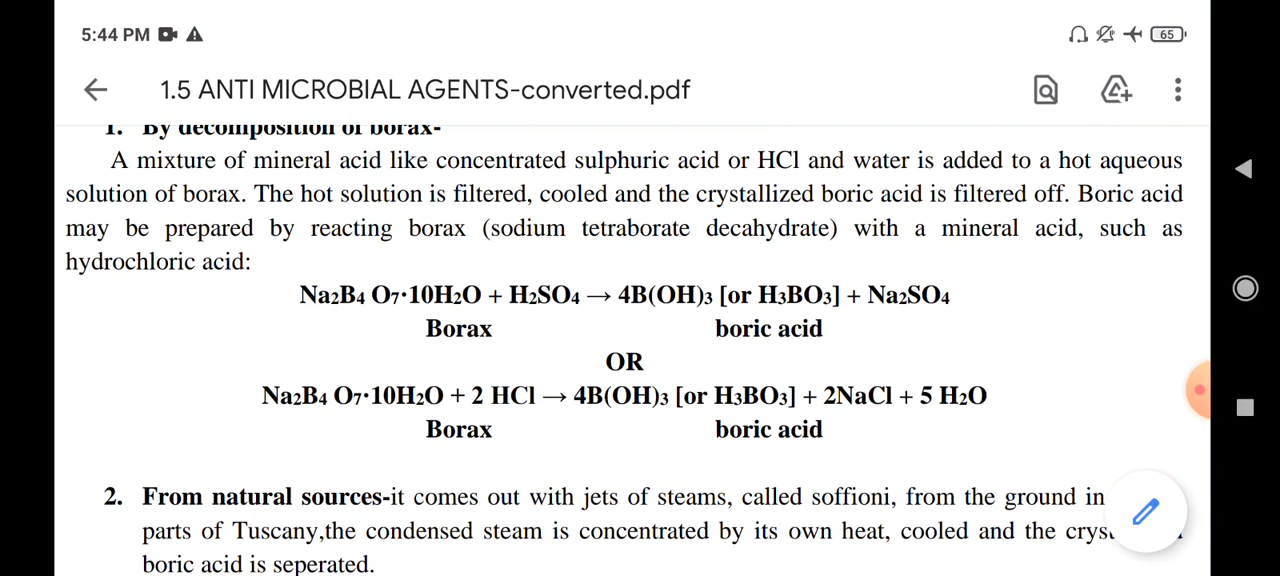 5:44 PM
65
1.5 ANTI MICROBIAL AGENTS-converted.pdf
1. By decomposition of borax-
A mixture of mineral acid like concentrated sulphuric acid or HCl and water is added to a hot aqueous
solution of borax. The hot solution is filtered, cooled and the crystallized boric acid is filtered off. Boric acid
may be prepared by reacting borax (sodium tetraborate decahydrate) with a mineral acid, such as
hydrochloric acid:
Na₂B₄ O₇·10H₂O + H₂SO₄ → 4B(OH)₃ [or H₃BO₃] + Na₂SO₄
Borax boric acid
OR
Na₂B₄ O₇·10H₂O + 2 HCl → 4B(OH)₃ [or H₃BO₃] + 2NaCl + 5 H₂O
Borax boric acid
2. From natural sources-it comes out with jets of steams, called soffioni, from the ground in
parts of Tuscany,the condensed steam is concentrated by its own heat, cooled and the
boric acid is seperated.